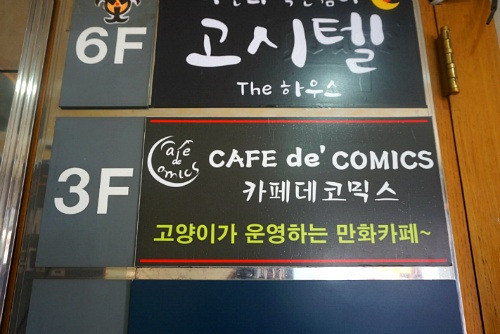 6F
고시텔
The 하우스
3F
Cafe
de
omics
CAFE de' COMICS
카페데코믹스
고양이가 운영하는 만화카페~